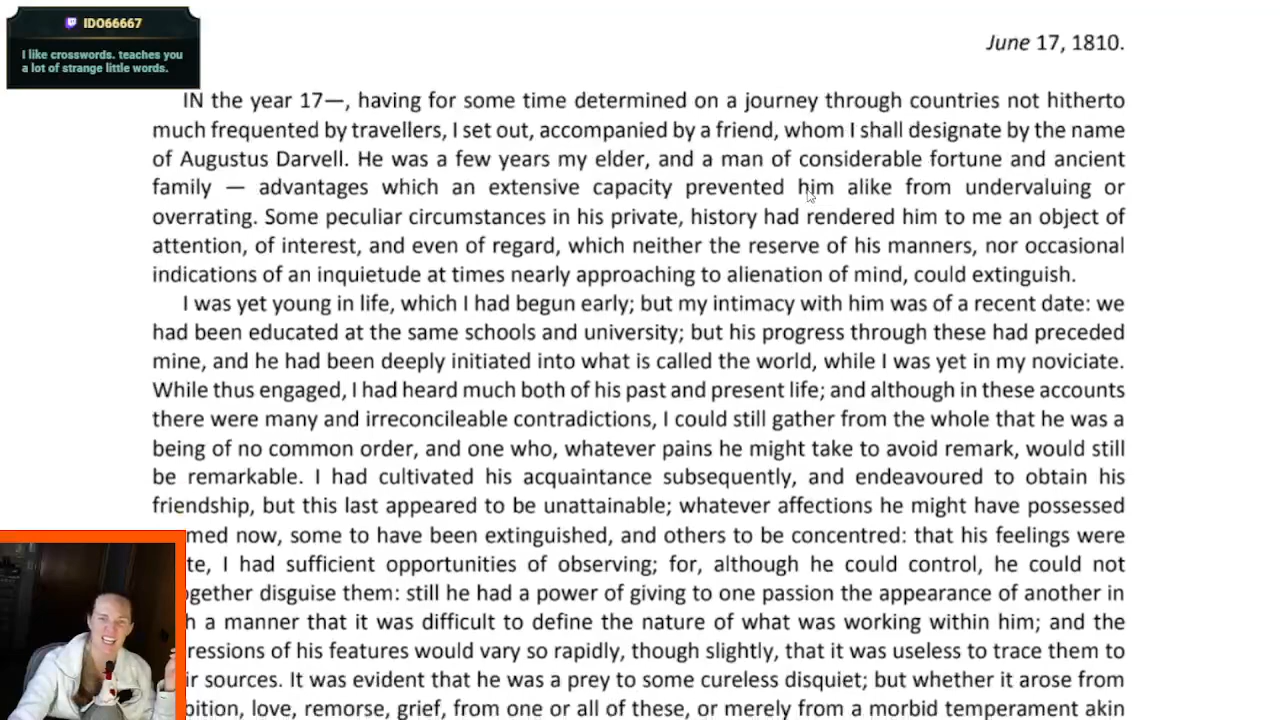 IDO66667
I like crosswords. teaches you
a lot of strange little words.
June 17, 1810.
IN the year 17—, having for some time determined on a journey through countries not hitherto
much frequented by travellers, I set out, accompanied by a friend, whom I shall designate by the name
of Augustus Darvell. He was a few years my elder, and a man of considerable fortune and ancient
family — advantages which an extensive capacity prevented him alike from undervaluing or
overrating. Some peculiar circumstances in his private, history had rendered him to me an object of
attention, of interest, and even of regard, which neither the reserve of his manners, nor occasional
indications of an inquietude at times nearly approaching to alienation of mind, could extinguish.
I was yet young in life, which I had begun early; but my intimacy with him was of a recent date: we
had been educated at the same schools and university; but his progress through these had preceded
mine, and he had been deeply initiated into what is called the world, while I was yet in my noviciate.
While thus engaged, I had heard much both of his past and present life; and although in these accounts
there were many and irreconcileable contradictions, I could still gather from the whole that he was a
being of no common order, and one who, whatever pains he might take to avoid remark, would still
be remarkable. I had cultivated his acquaintance subsequently, and endeavoured to obtain his
friendship, but this last appeared to be unattainable; whatever affections he might have possessed
med now, some to have been extinguished, and others to be concentred: that his feelings were
te, I had sufficient opportunities of observing; for, although he could control, he could not
ogether disguise them: still he had a power of giving to one passion the appearance of another in
h a manner that it was difficult to define the nature of what was working within him; and the
ressions of his features would vary so rapidly, though slightly, that it was useless to trace them to
ir sources. It was evident that he was a prey to some cureless disquiet; but whether it arose from
bition, love, remorse, grief, from one or all of these, or merely from a morbid temperament akin